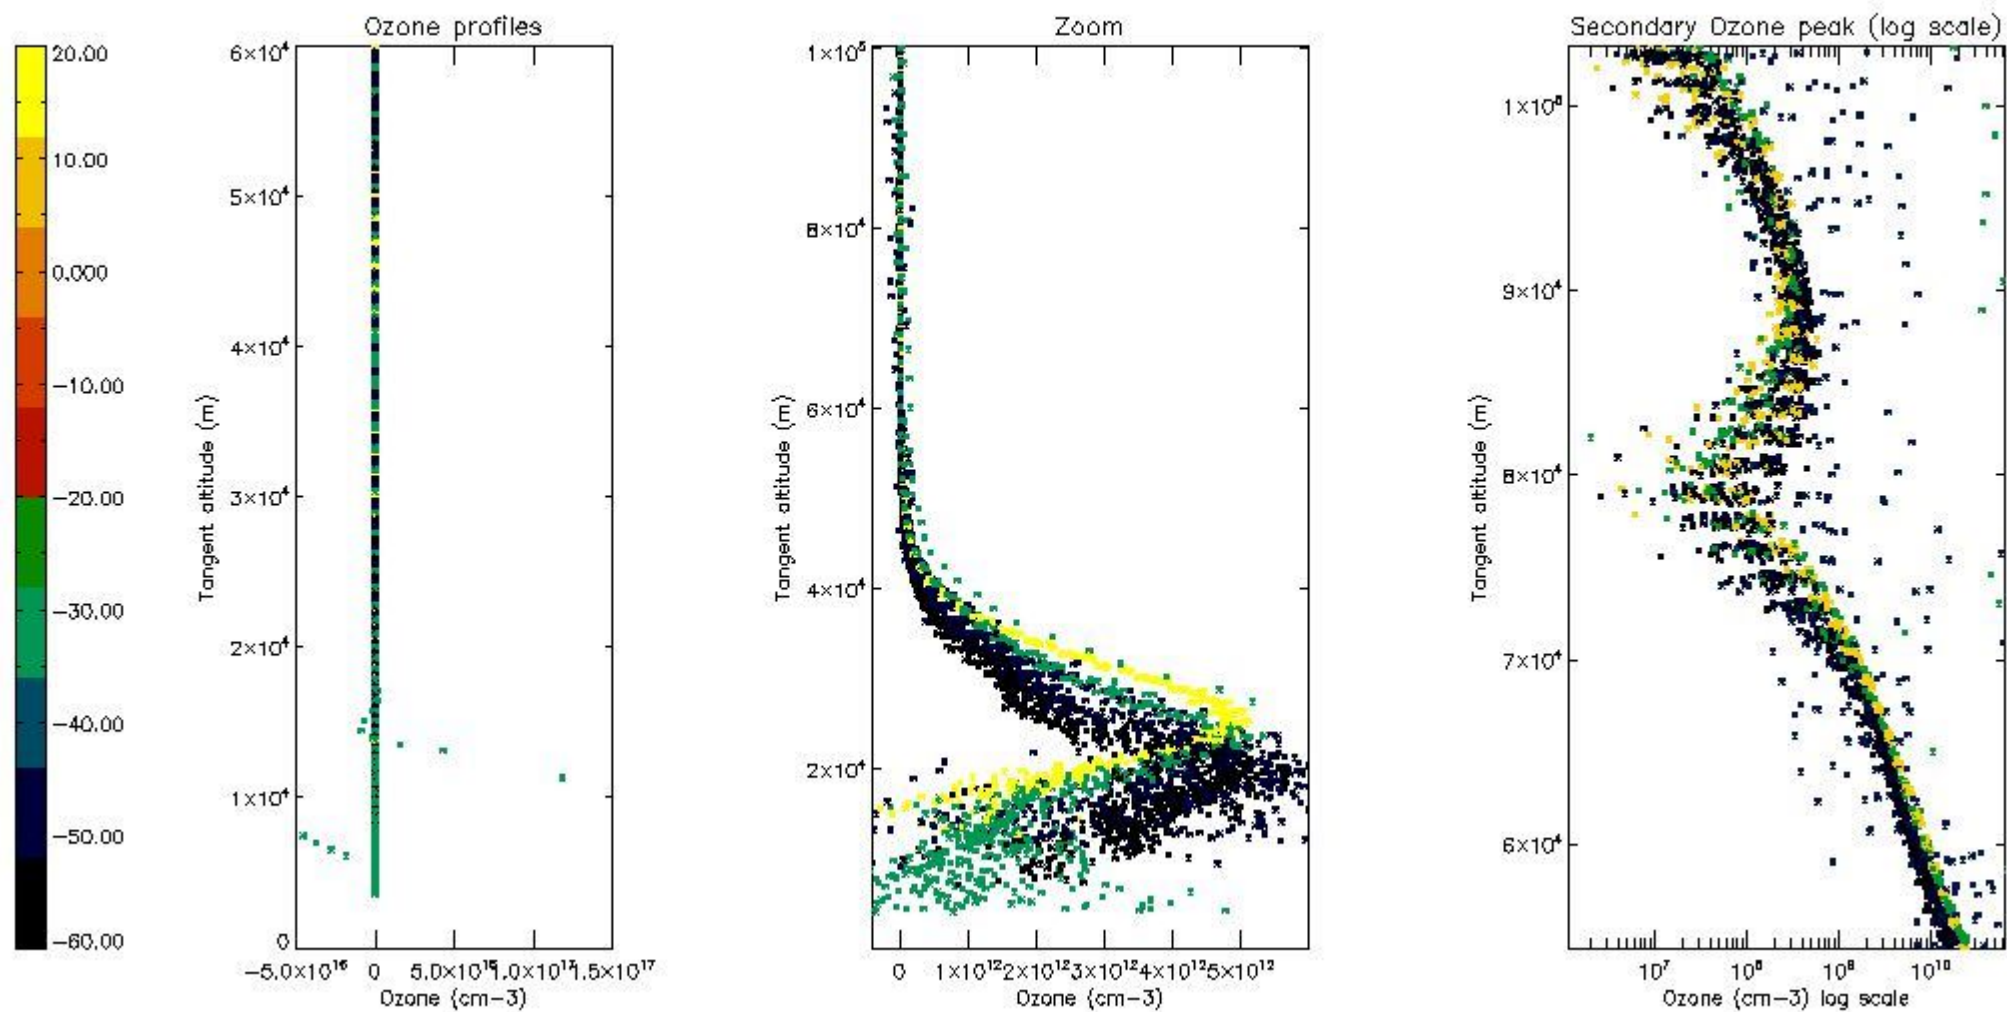 Ozone profiles
Zoom
Secondary Ozone peak (log scale)
20.00
10.00
0.000
−10.00
−20.00
−30.00
−40.00
−50.00
−60.00
6×10⁴
5×10⁴
4×10⁴
3×10⁴
2×10⁴
1×10⁴
0
Tangent altitude (m)
−5.0×10¹⁶ 0 5.0×10¹⁶ 1.0×10¹⁷ 1.5×10¹⁷
Ozone (cm−3)
1×10⁵
8×10⁴
6×10⁴
4×10⁴
2×10⁴
Tangent altitude (m)
0 1×10¹² 2×10¹² 3×10¹² 4×10¹² 5×10¹²
Ozone (cm−3)
1×10⁵
9×10⁴
8×10⁴
7×10⁴
6×10⁴
Tangent altitude (m)
10⁷ 10⁸ 10⁹ 10¹⁰
Ozone (cm−3) log scale